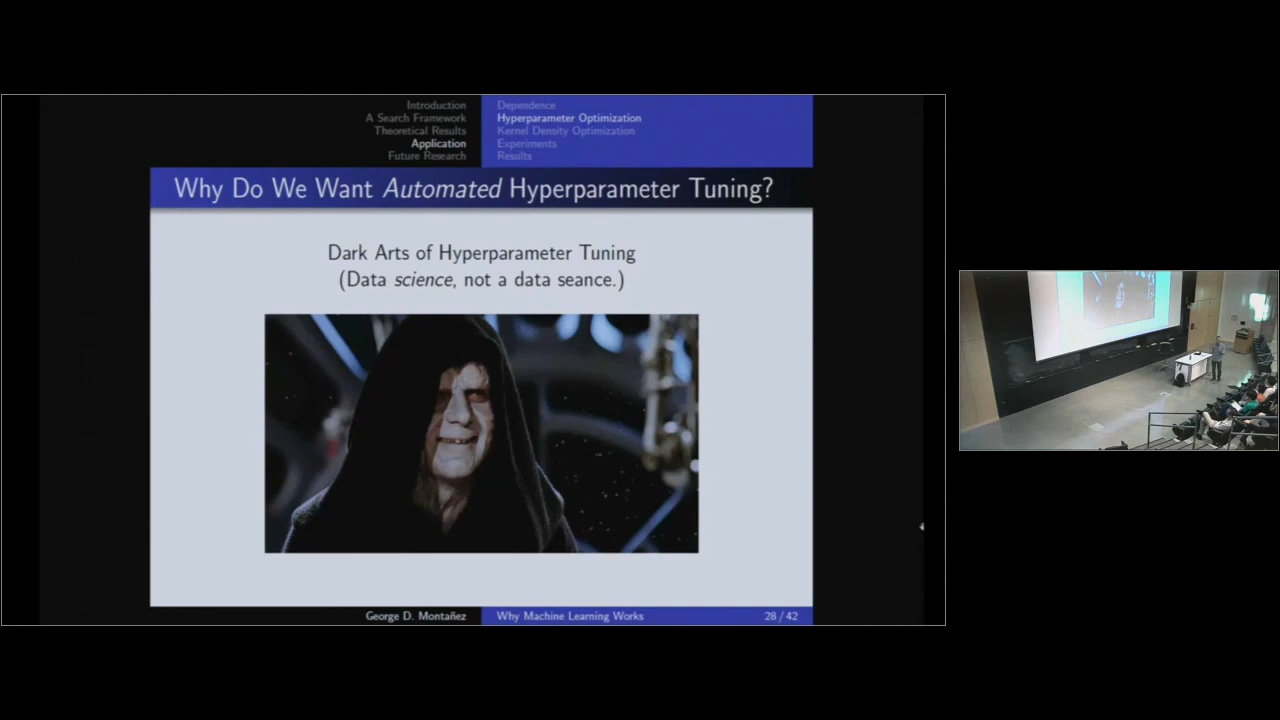 Introduction
A Search Framework
Theoretical Results
Application
Future Research
Dependence
Hyperparameter Optimization
Kernel Density Optimization
Experiments
Results
Why Do We Want Automated Hyperparameter Tuning?
Dark Arts of Hyperparameter Tuning
(Data science, not a data seance.)
George D. Montañez
Why Machine Learning Works
28 / 42